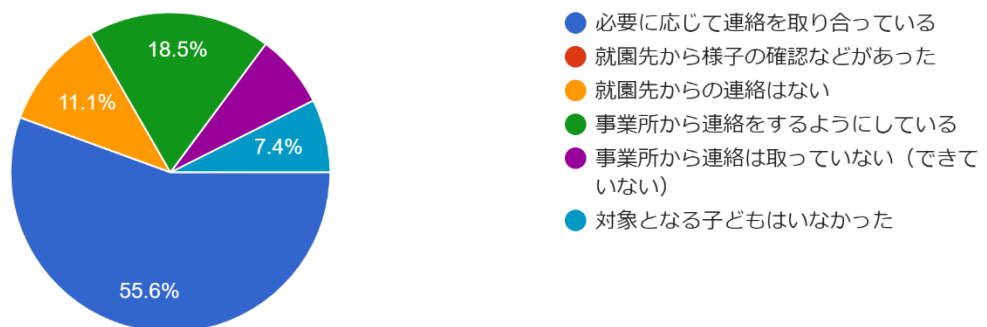 18.5%
11.1%
7.4%
55.6%
必要に応じて連絡を取り合っている
就園先から様子の確認などがあった
就園先からの連絡はない
事業所から連絡をするようにしている
事業所から連絡は取っていない（できて
いない）
対象となる子どもはいなかった